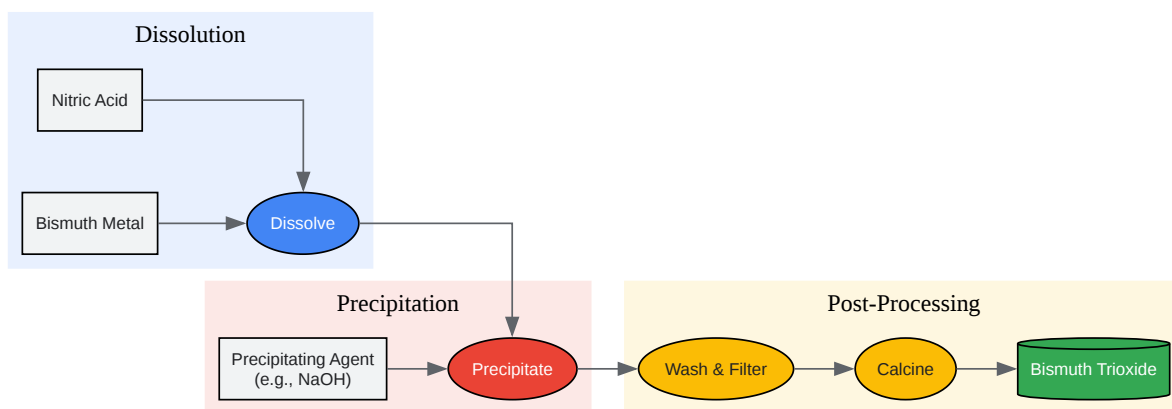 Dissolution
Nitric Acid
Bismuth Metal
Dissolve
Precipitation
Precipitating Agent
(e.g., NaOH)
Precipitate
Post-Processing
Wash & Filter
Calcine
Bismuth Trioxide